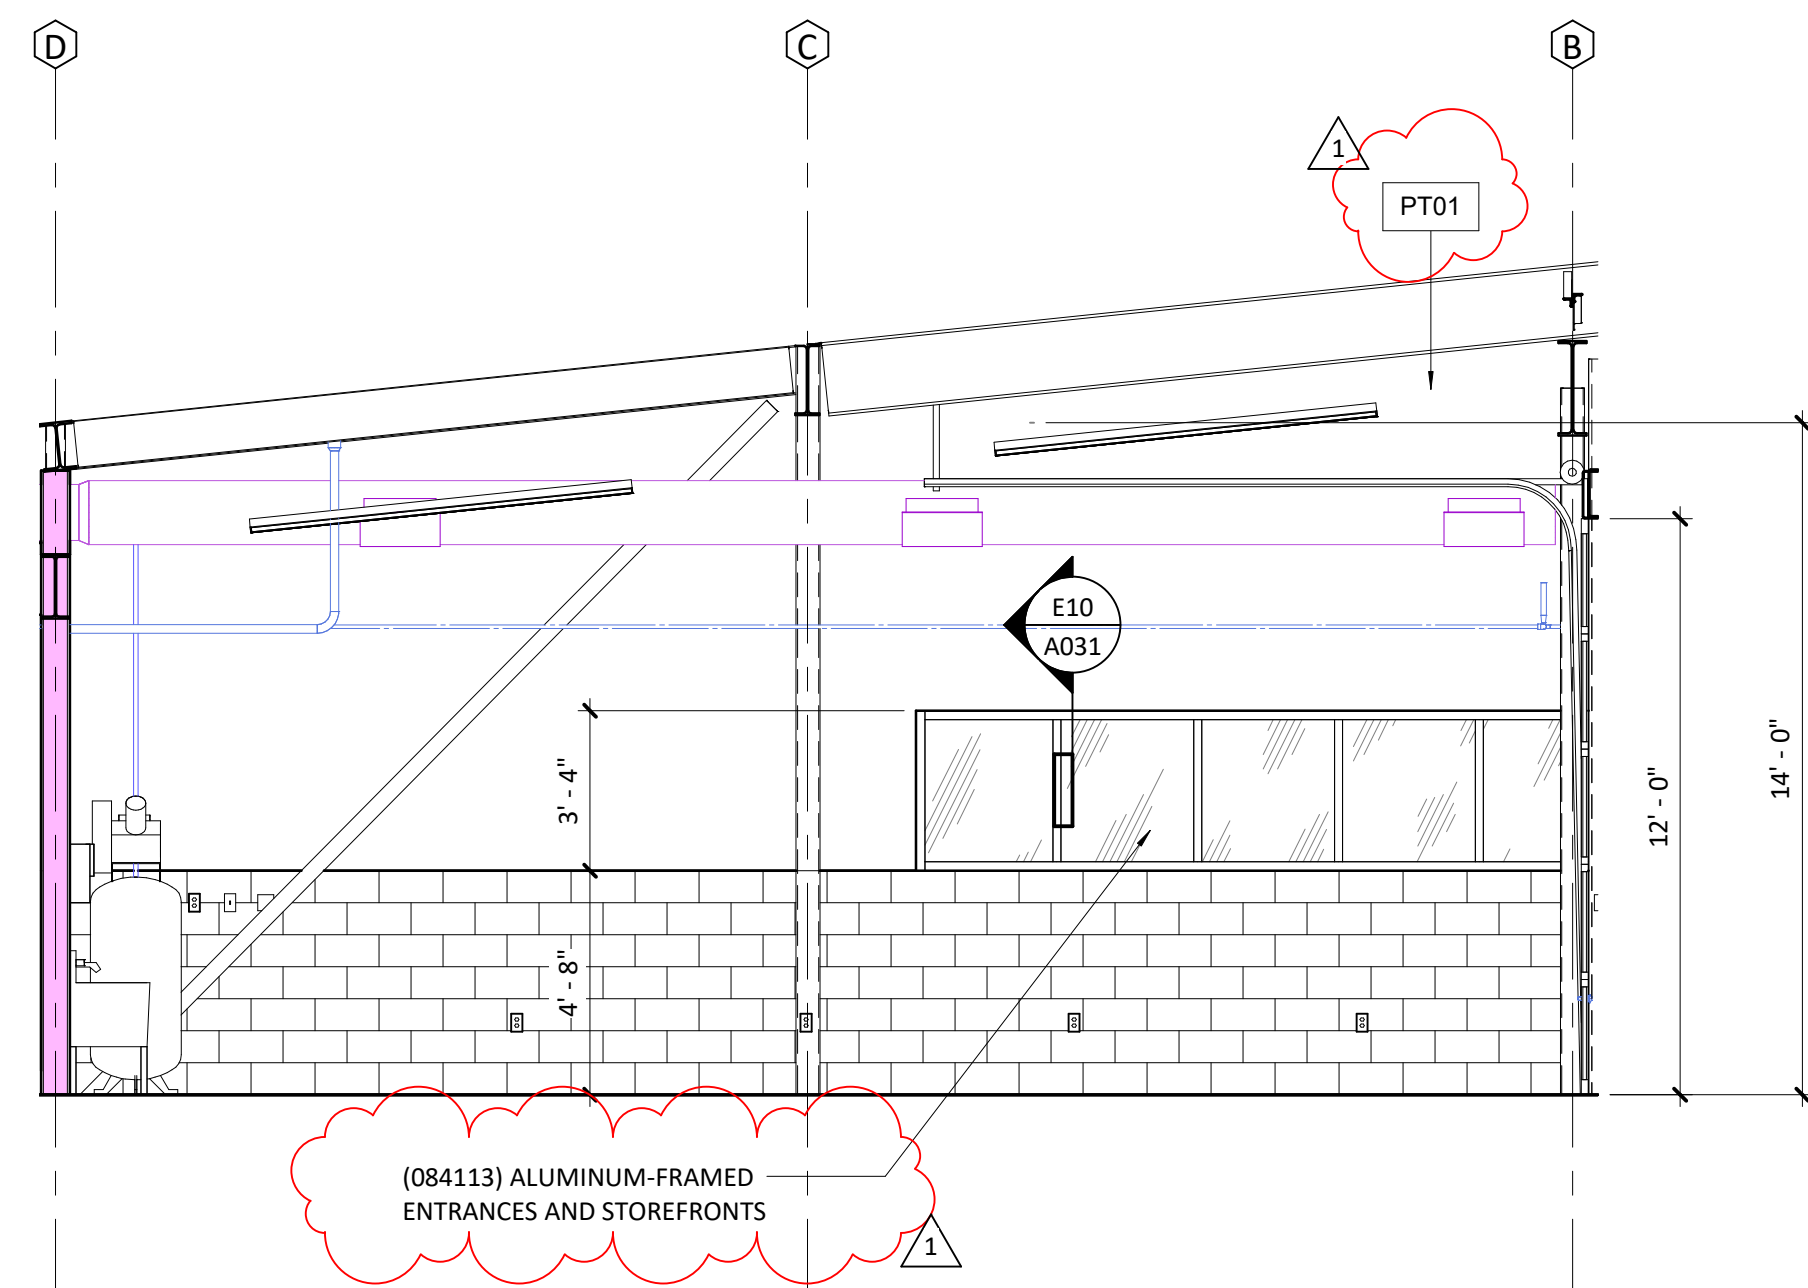 D
C
B
1
PT01
E10
A031
3' - 4"
4' - 8"
12' - 0"
14' - 0"
(084113) ALUMINUM-FRAMED
ENTRANCES AND STOREFRONTS
1